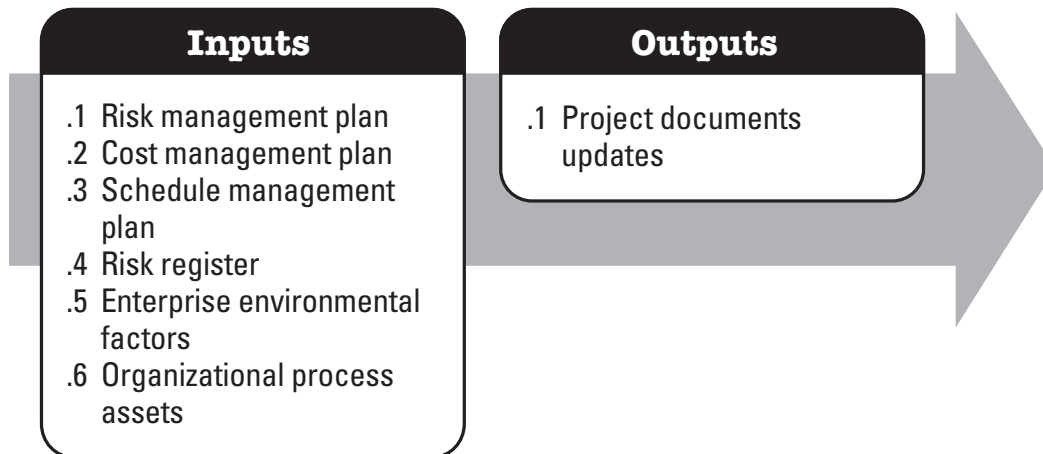 Inputs
.1 Risk management plan
.2 Cost management plan
.3 Schedule management
plan
.4 Risk register
.5 Enterprise environmental
factors
.6 Organizational process
assets
Outputs
.1 Project documents
updates